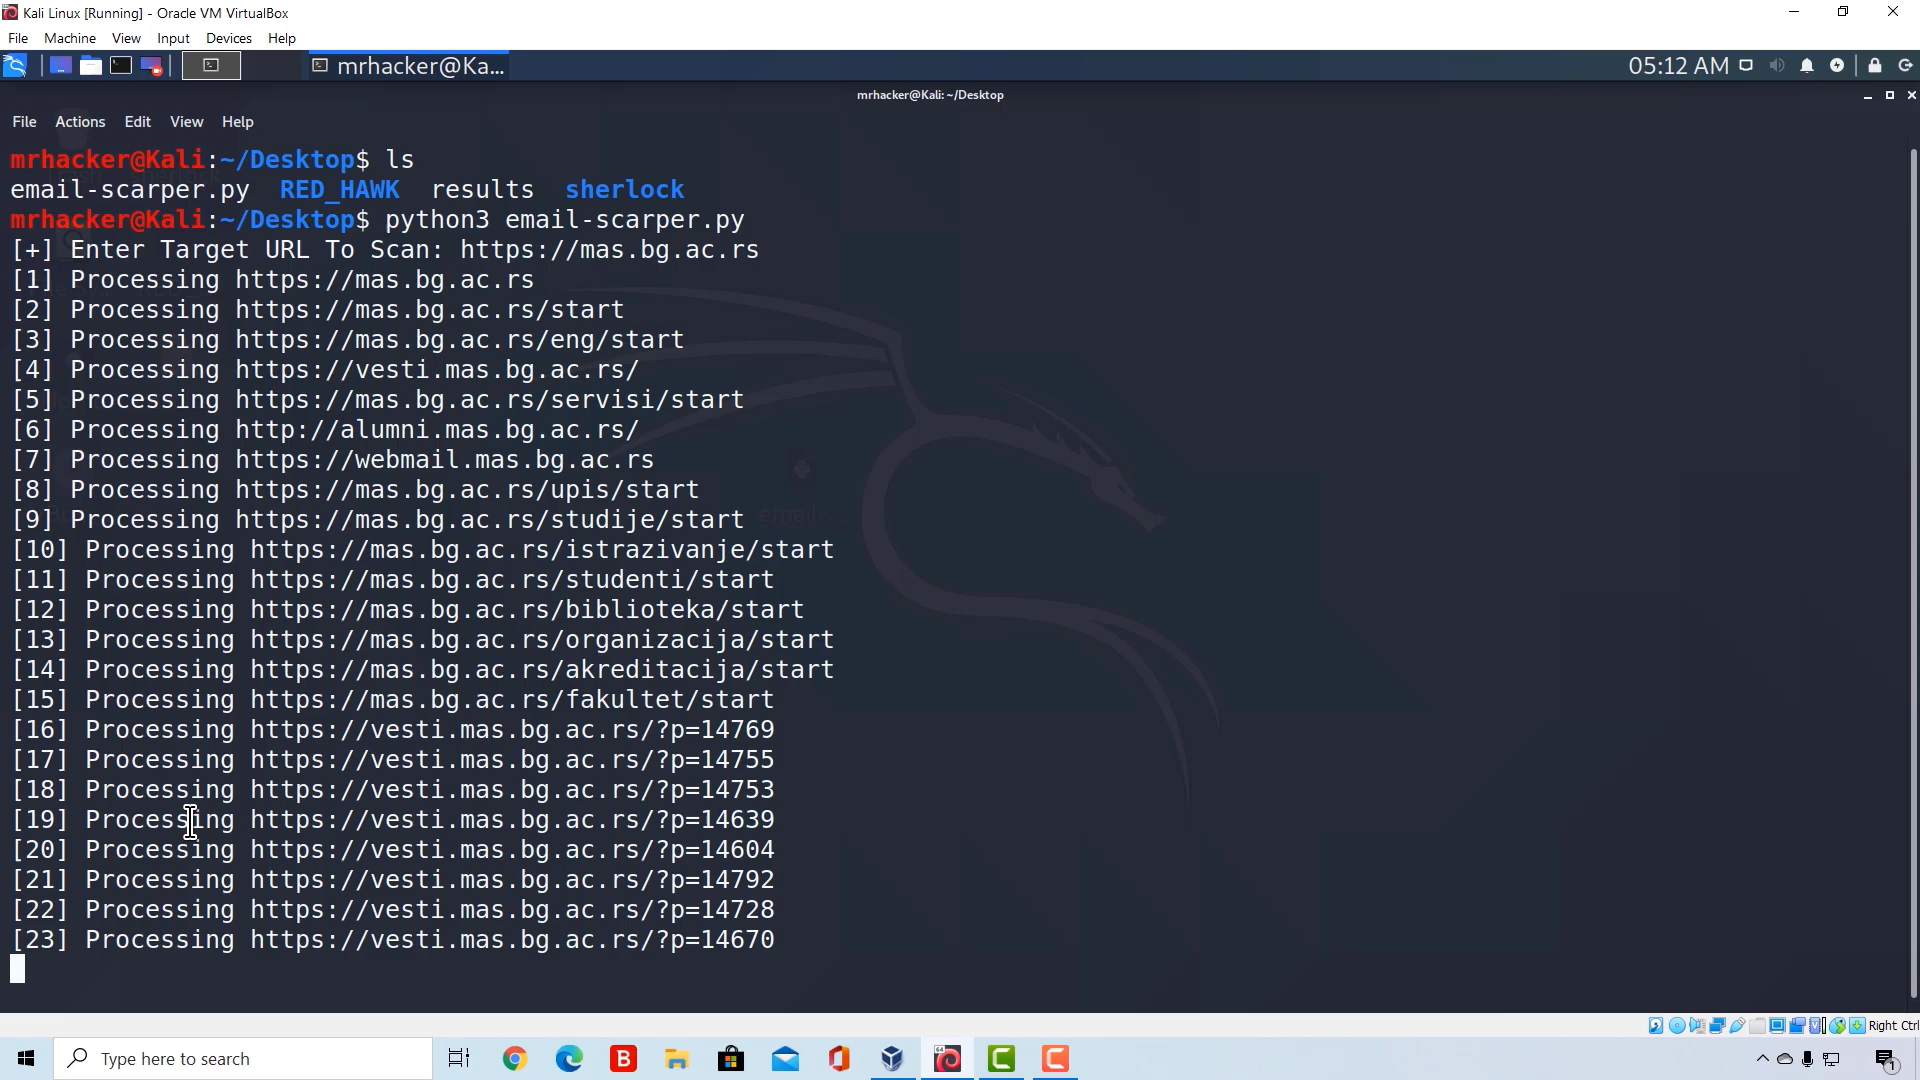 Kali Linux [Running] - Oracle VM VirtualBox
File Machine View Input Devices Help
mrhacker@Ka...
05:12 AM
mrhacker@Kali: ~/Desktop
File Actions Edit View Help
mrhacker@Kali:~/Desktop$ ls
email-scarper.py RED_HAWK results sherlock
mrhacker@Kali:~/Desktop$ python3 email-scarper.py
[+] Enter Target URL To Scan: https://mas.bg.ac.rs
[1] Processing https://mas.bg.ac.rs
[2] Processing https://mas.bg.ac.rs/start
[3] Processing https://mas.bg.ac.rs/eng/start
[4] Processing https://vesti.mas.bg.ac.rs/
[5] Processing https://mas.bg.ac.rs/servisi/start
[6] Processing http://alumni.mas.bg.ac.rs/
[7] Processing https://webmail.mas.bg.ac.rs
[8] Processing https://mas.bg.ac.rs/upis/start
[9] Processing https://mas.bg.ac.rs/studije/start
[10] Processing https://mas.bg.ac.rs/istrazivanje/start
[11] Processing https://mas.bg.ac.rs/studenti/start
[12] Processing https://mas.bg.ac.rs/biblioteka/start
[13] Processing https://mas.bg.ac.rs/organizacija/start
[14] Processing https://mas.bg.ac.rs/akreditacija/start
[15] Processing https://mas.bg.ac.rs/fakultet/start
[16] Processing https://vesti.mas.bg.ac.rs/?p=14769
[17] Processing https://vesti.mas.bg.ac.rs/?p=14755
[18] Processing https://vesti.mas.bg.ac.rs/?p=14753
[19] Processing https://vesti.mas.bg.ac.rs/?p=14639
[20] Processing https://vesti.mas.bg.ac.rs/?p=14604
[21] Processing https://vesti.mas.bg.ac.rs/?p=14792
[22] Processing https://vesti.mas.bg.ac.rs/?p=14728
[23] Processing https://vesti.mas.bg.ac.rs/?p=14670
Right Ctrl
Type here to search